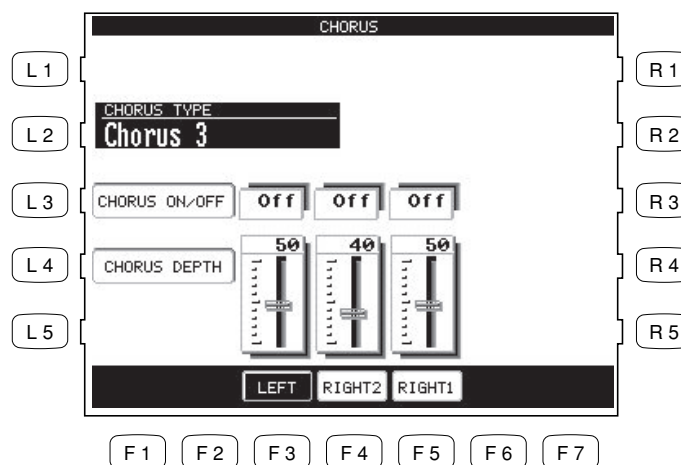 CHORUS
L 1
R 1
CHORUS TYPE
L 2
Chorus 3
R 2
L 3
CHORUS ON/OFF
Off
Off
Off
R 3
50
40
50
L 4
CHORUS DEPTH
R 4
L 5
R 5
LEFT
RIGHT2
RIGHT1
F 1
F 2
F 3
F 4
F 5
F 6
F 7